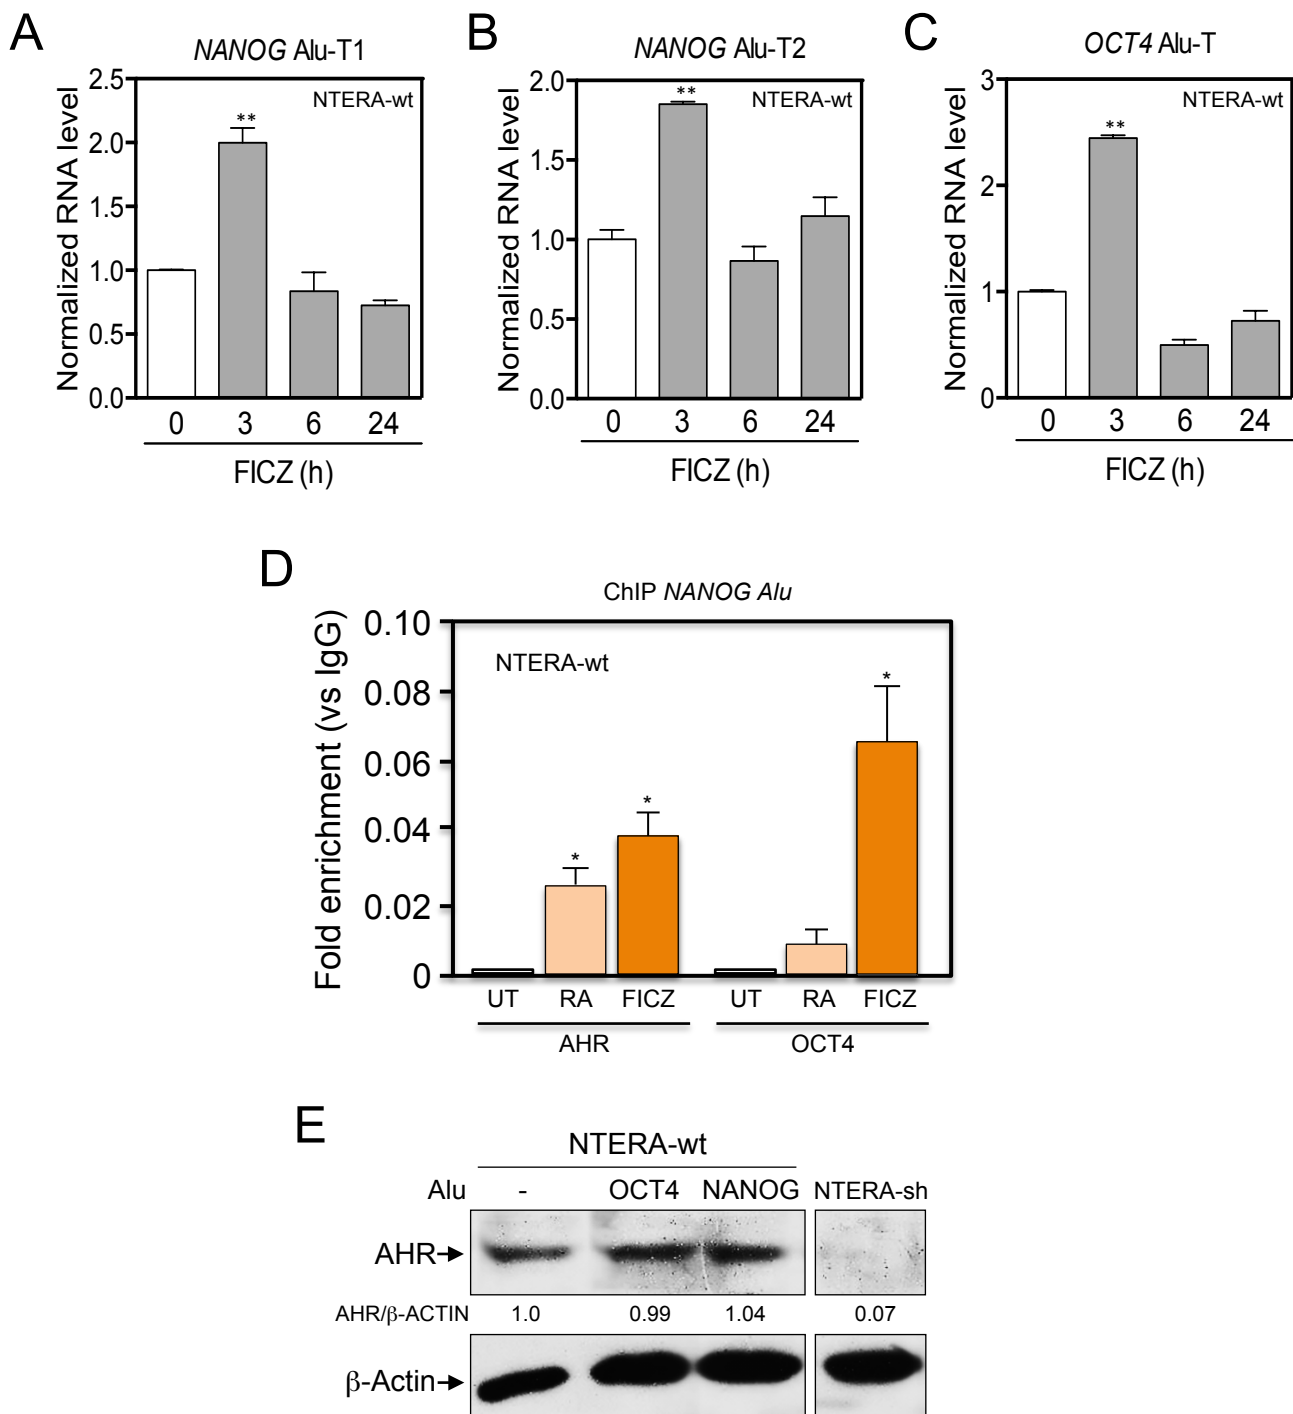 A
NANOG Alu-T1
Normalized RNA level
2.5
2.0
1.5
1.0
0.5
0.0
NTERA-wt
**
0 3 6 24
FICZ (h)
B
NANOG Alu-T2
Normalized RNA level
2.0
1.5
1.0
0.5
0.0
**
NTERA-wt
0 3 6 24
FICZ (h)
C
OCT4 Alu-T
Normalized RNA level
3
2
1
0
NTERA-wt
**
0 3 6 24
FICZ (h)
D
ChIP NANOG Alu
Fold enrichment (vs IgG)
0.10
0.08
0.06
0.04
0.02
0
NTERA-wt
*
*
*
UT RA FICZ UT RA FICZ
AHR OCT4
E
NTERA-wt
Alu - OCT4 NANOG NTERA-sh
AHR
AHR/β-ACTIN 1.0 0.99 1.04 0.07
β-Actin